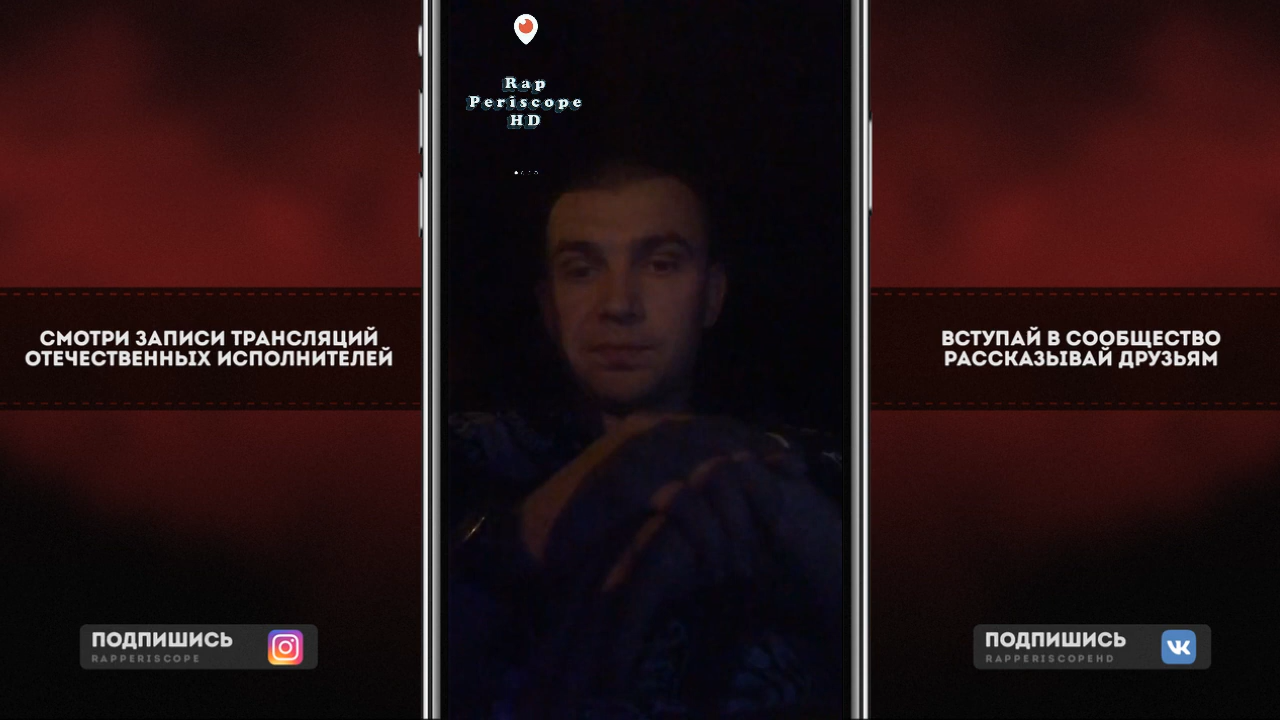 Rap
Periscope
HD
СМОТРИ ЗАПИСИ ТРАНСЛЯЦИЙ
ОТЕЧЕСТВЕННЫХ ИСПОЛНИТЕЛЕЙ
ВСТУПАЙ В СООБЩЕСТВО
РАССКАЗЫВАЙ ДРУЗЬЯМ
ПОДПИШИСЬ
RAPPERISCOPE
ПОДПИШИСЬ
RAPPERISCOPEHD